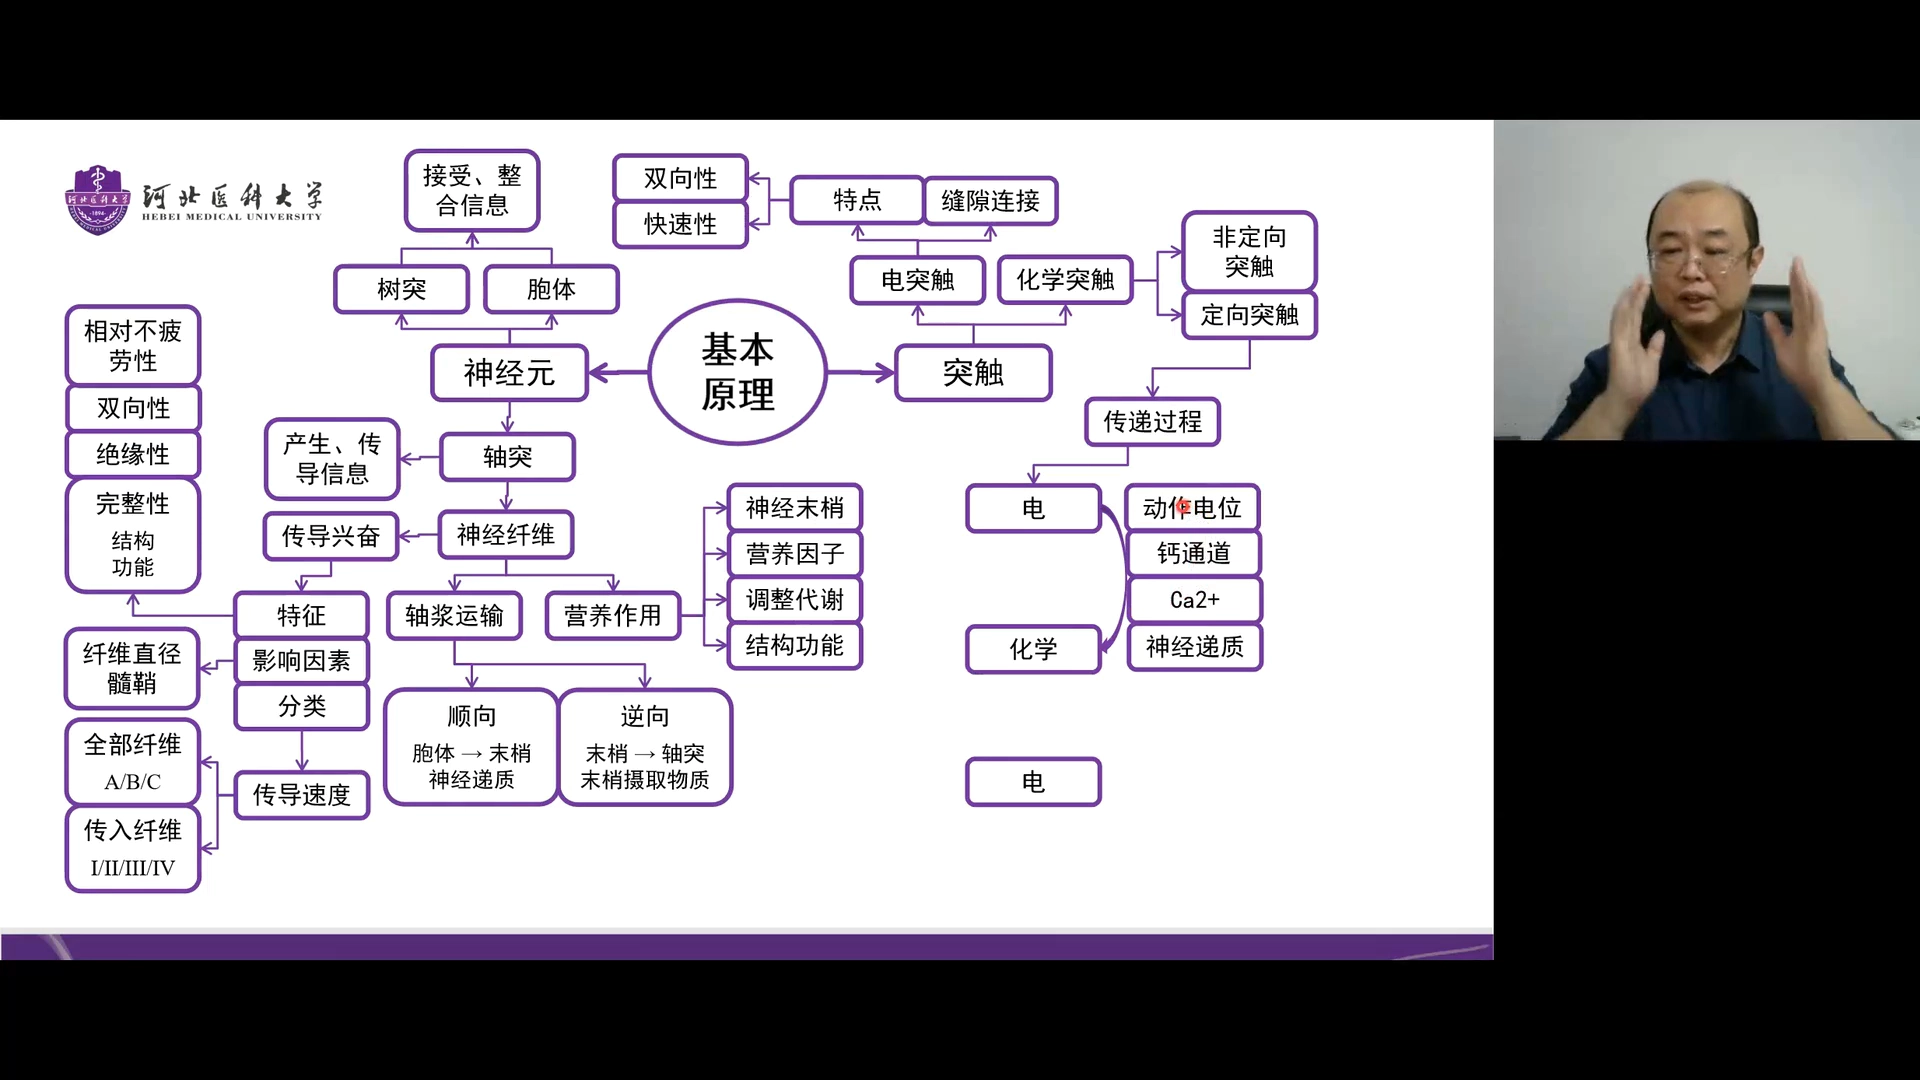 河北医科大学
HEBEI MEDICAL UNIVERSITY
1894
接受、整
合信息
树突
胞体
神经元
基本
原理
突触
双向性
快速性
特点
缝隙连接
电突触
化学突触
非定向
突触
定向突触
传递过程
电
动作电位
钙通道
Ca2+
神经递质
化学
电
产生、传
导信息
轴突
传导兴奋
神经纤维
轴浆运输
营养作用
神经末梢
营养因子
调整代谢
结构功能
顺向
胞体 → 末梢
神经递质
逆向
末梢 → 轴突
末梢摄取物质
相对不疲
劳性
双向性
绝缘性
完整性
结构
功能
特征
影响因素
分类
纤维直径
髓鞘
传导速度
全部纤维
A/B/C
传入纤维
I/II/III/IV